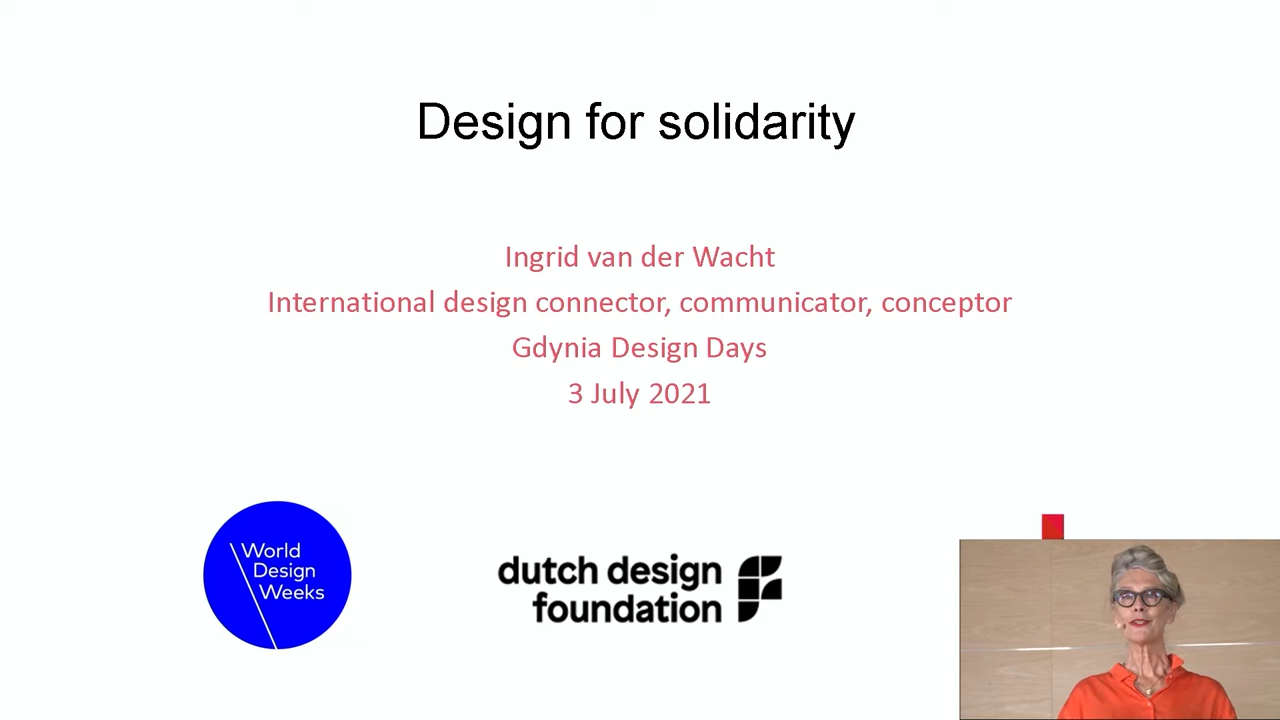 Design for solidarity
Ingrid van der Wacht
International design connector, communicator, conceptor
Gdynia Design Days
3 July 2021
World
Design
Weeks
dutch design
foundation